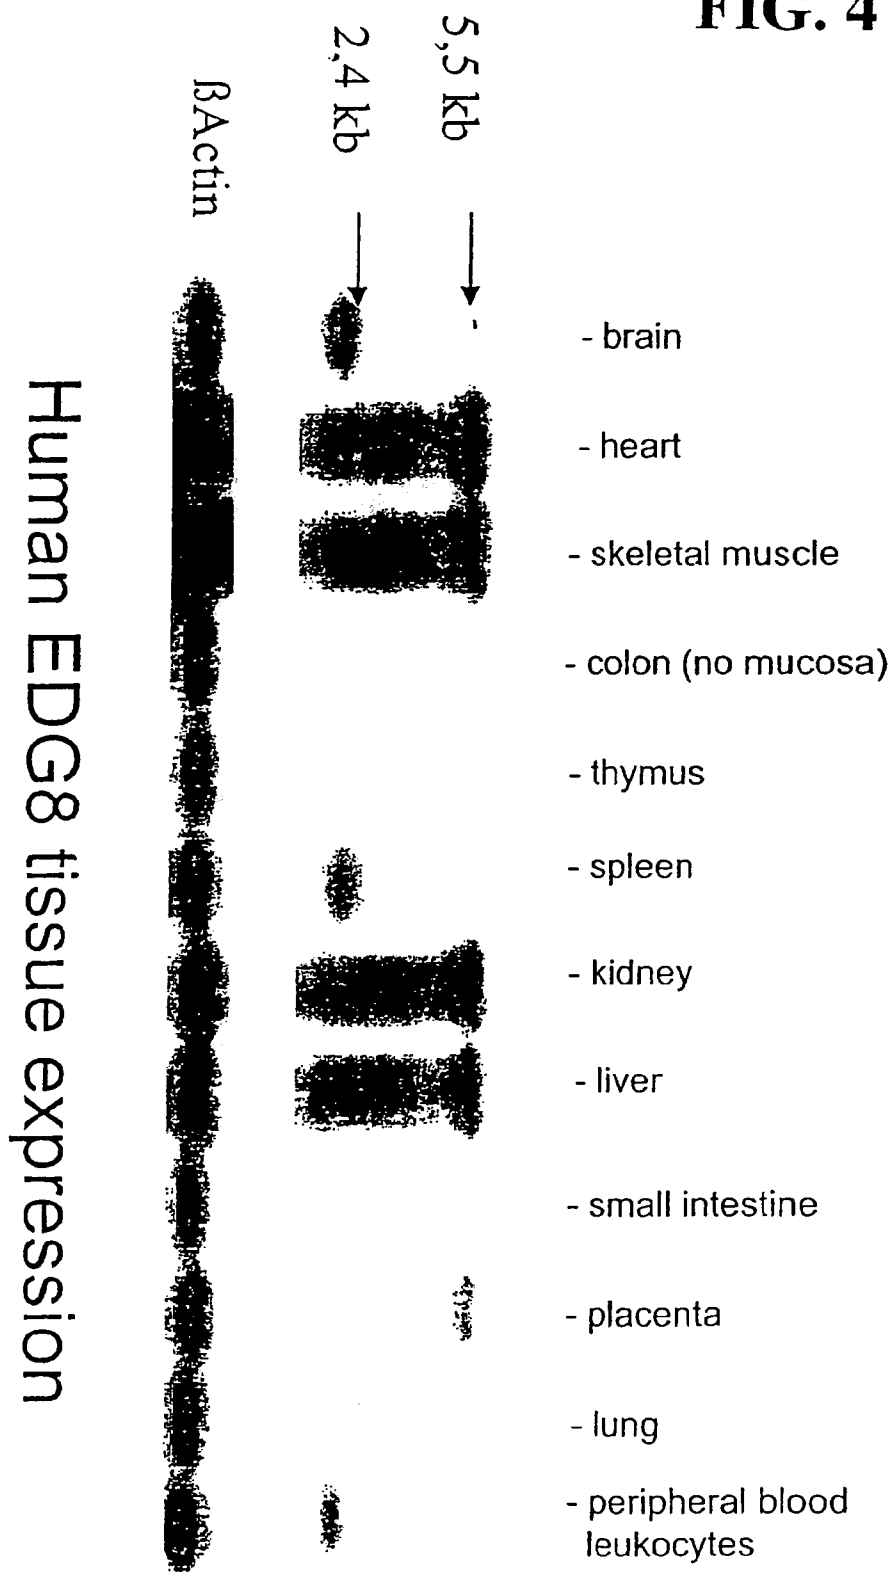 FIG. 4
5,5 kb
2,4 kb
βActin
- brain
- heart
- skeletal muscle
- colon (no mucosa)
- thymus
- spleen
- kidney
- liver
- small intestine
- placenta
- lung
- peripheral blood
leukocytes
Human EDG8 tissue expression